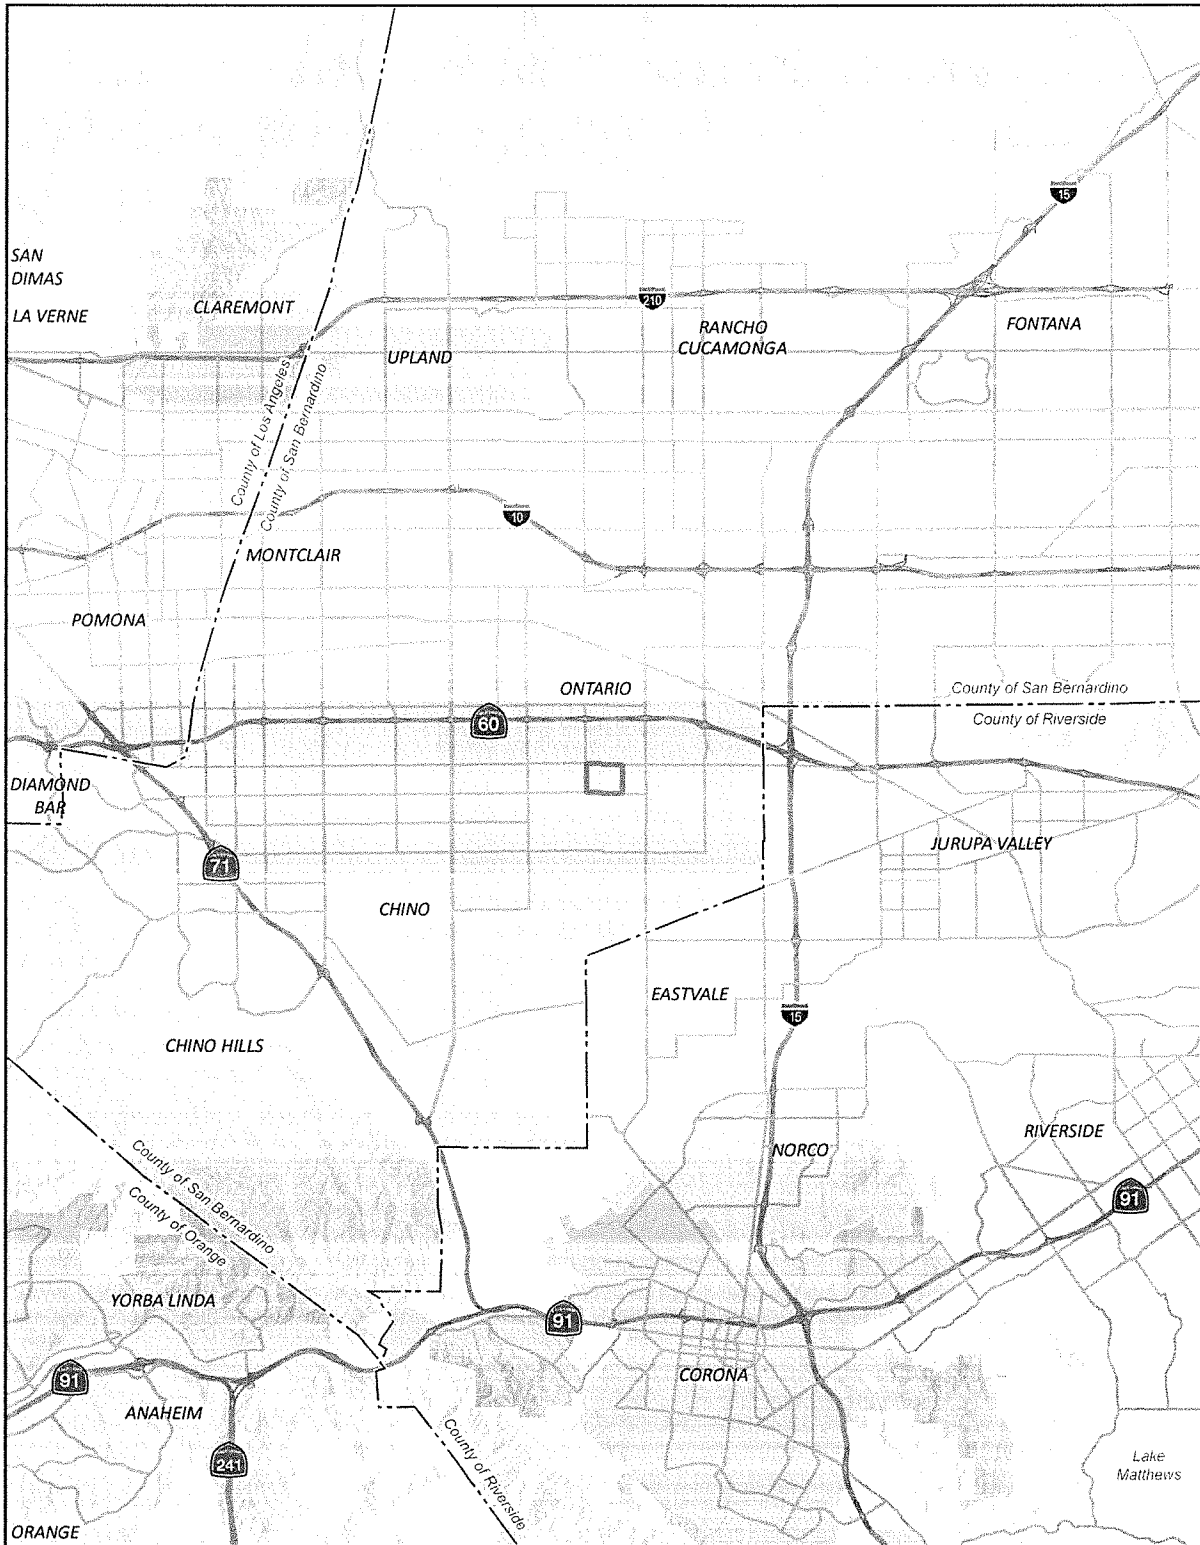 15
SAN
DIMAS
CLAREMONT
210
LA VERNE
RANCHO
CUCAMONGA
FONTANA
UPLAND
County of Los Angeles
County of San Bernardino
10
MONTCLAIR
POMONA
ONTARIO
County of San Bernardino
County of Riverside
60
DIAMOND
BAR
71
JURUPA VALLEY
CHINO
EASTVALE
15
CHINO HILLS
RIVERSIDE
NORCO
County of San Bernardino
County of Orange
91
YORBA LINDA
91
91
CORONA
ANAHEIM
County of Riverside
241
Lake
Matthews
ORANGE